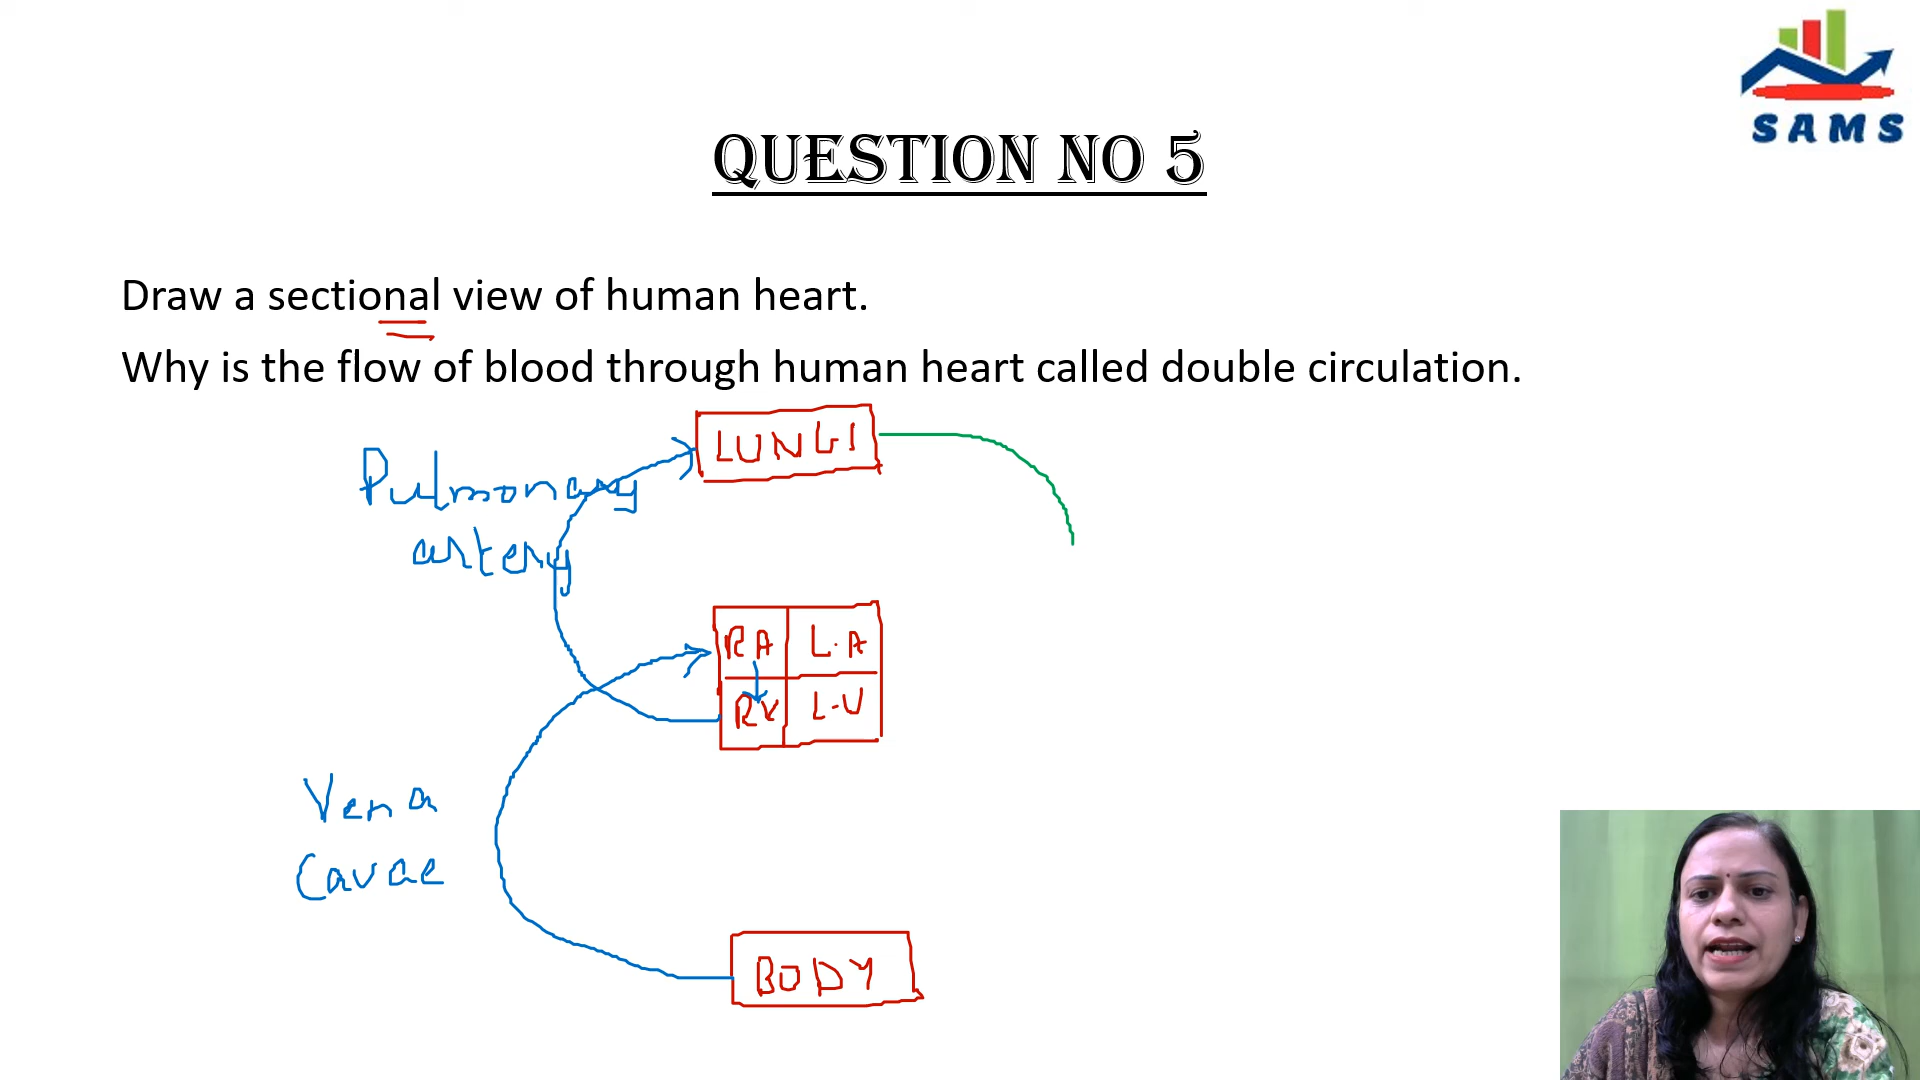 SAMS
QUESTION NO 5
Draw a sectional view of human heart.
Why is the flow of blood through human heart called double circulation.
LUNGI
Pulmonary
artery
RA L.A
RV L.V
Vena
Cavae
BODY